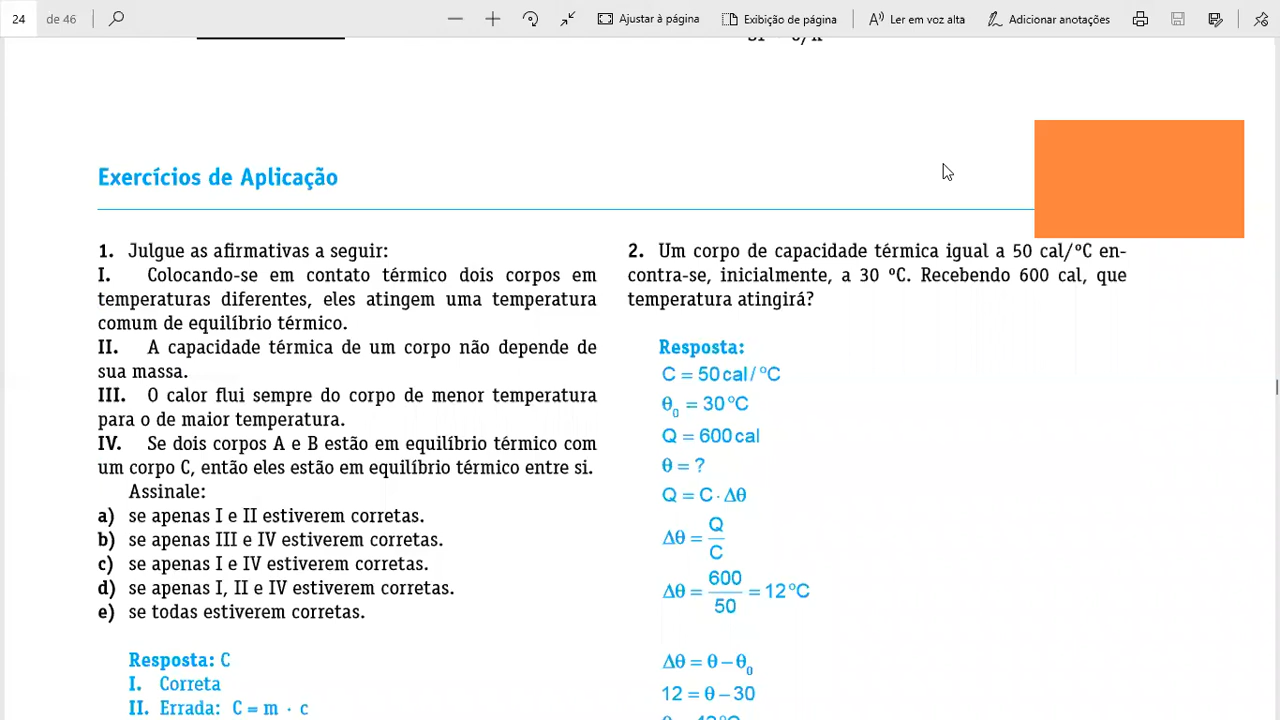 24 de 46 Ajustar à página Exibição de página Ler em voz alta Adicionar anotações
Exercícios de Aplicação
1. Julgue as afirmativas a seguir:
I. Colocando-se em contato térmico dois corpos em
temperaturas diferentes, eles atingem uma temperatura
comum de equilíbrio térmico.
II. A capacidade térmica de um corpo não depende de
sua massa.
III. O calor flui sempre do corpo de menor temperatura
para o de maior temperatura.
IV. Se dois corpos A e B estão em equilíbrio térmico com
um corpo C, então eles estão em equilíbrio térmico entre si.
Assinale:
a) se apenas I e II estiverem corretas.
b) se apenas III e IV estiverem corretas.
c) se apenas I e IV estiverem corretas.
d) se apenas I, II e IV estiverem corretas.
e) se todas estiverem corretas.
Resposta: C
I. Correta
II. Errada: C = m · c
2. Um corpo de capacidade térmica igual a 50 cal/ºC en-
contra-se, inicialmente, a 30 ºC. Recebendo 600 cal, que
temperatura atingirá?
Resposta:
C = 50 cal/ºC
θ₀ = 30 ºC
Q = 600 cal
θ = ?
Q = C · Δθ
Δθ = Q/C
Δθ = 600/50 = 12 ºC
Δθ = θ – θ₀
12 = θ – 30